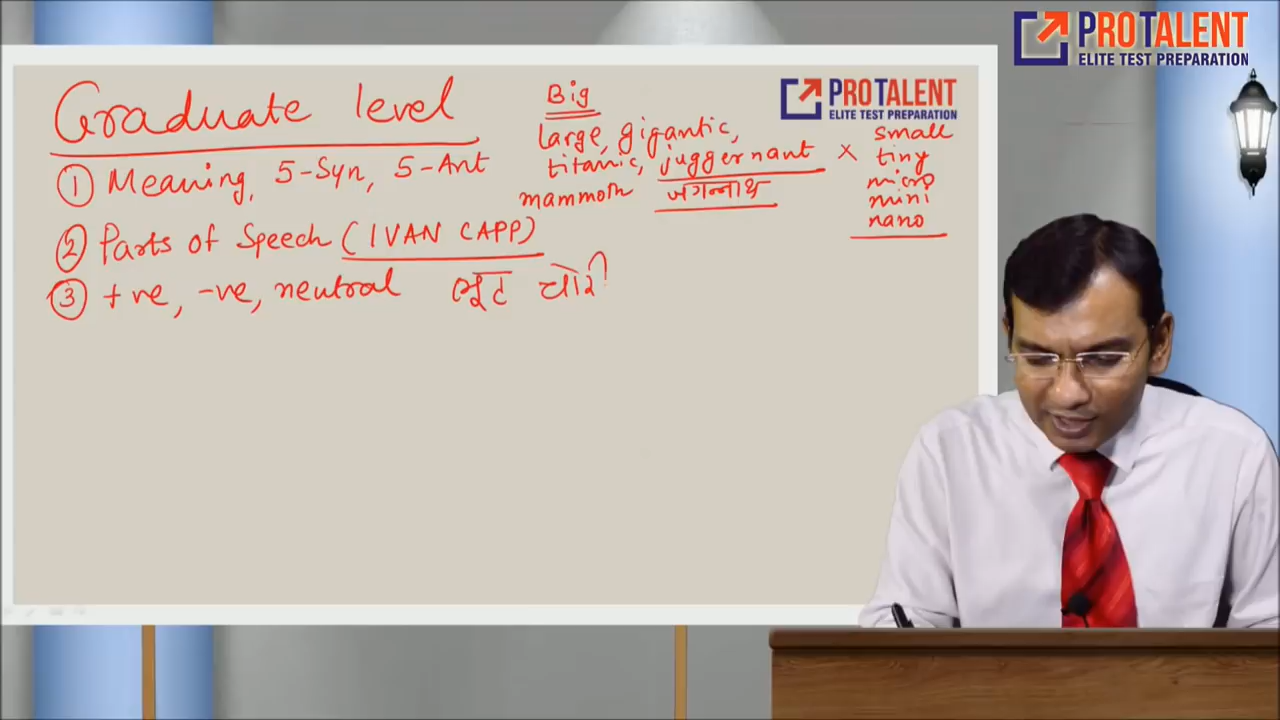 PROTALENT
ELITE TEST PREPARATION
PROTALENT
ELITE TEST PREPARATION
Graduate level
① Meaning, 5-Syn, 5-Ant
② Parts of Speech (IVAN CAPP)
③ +ve, -ve, neutral
Big
large, gigantic,
titanic, juggernant
mammoth जगन्नाथ
× small
tiny
micro
mini
nano